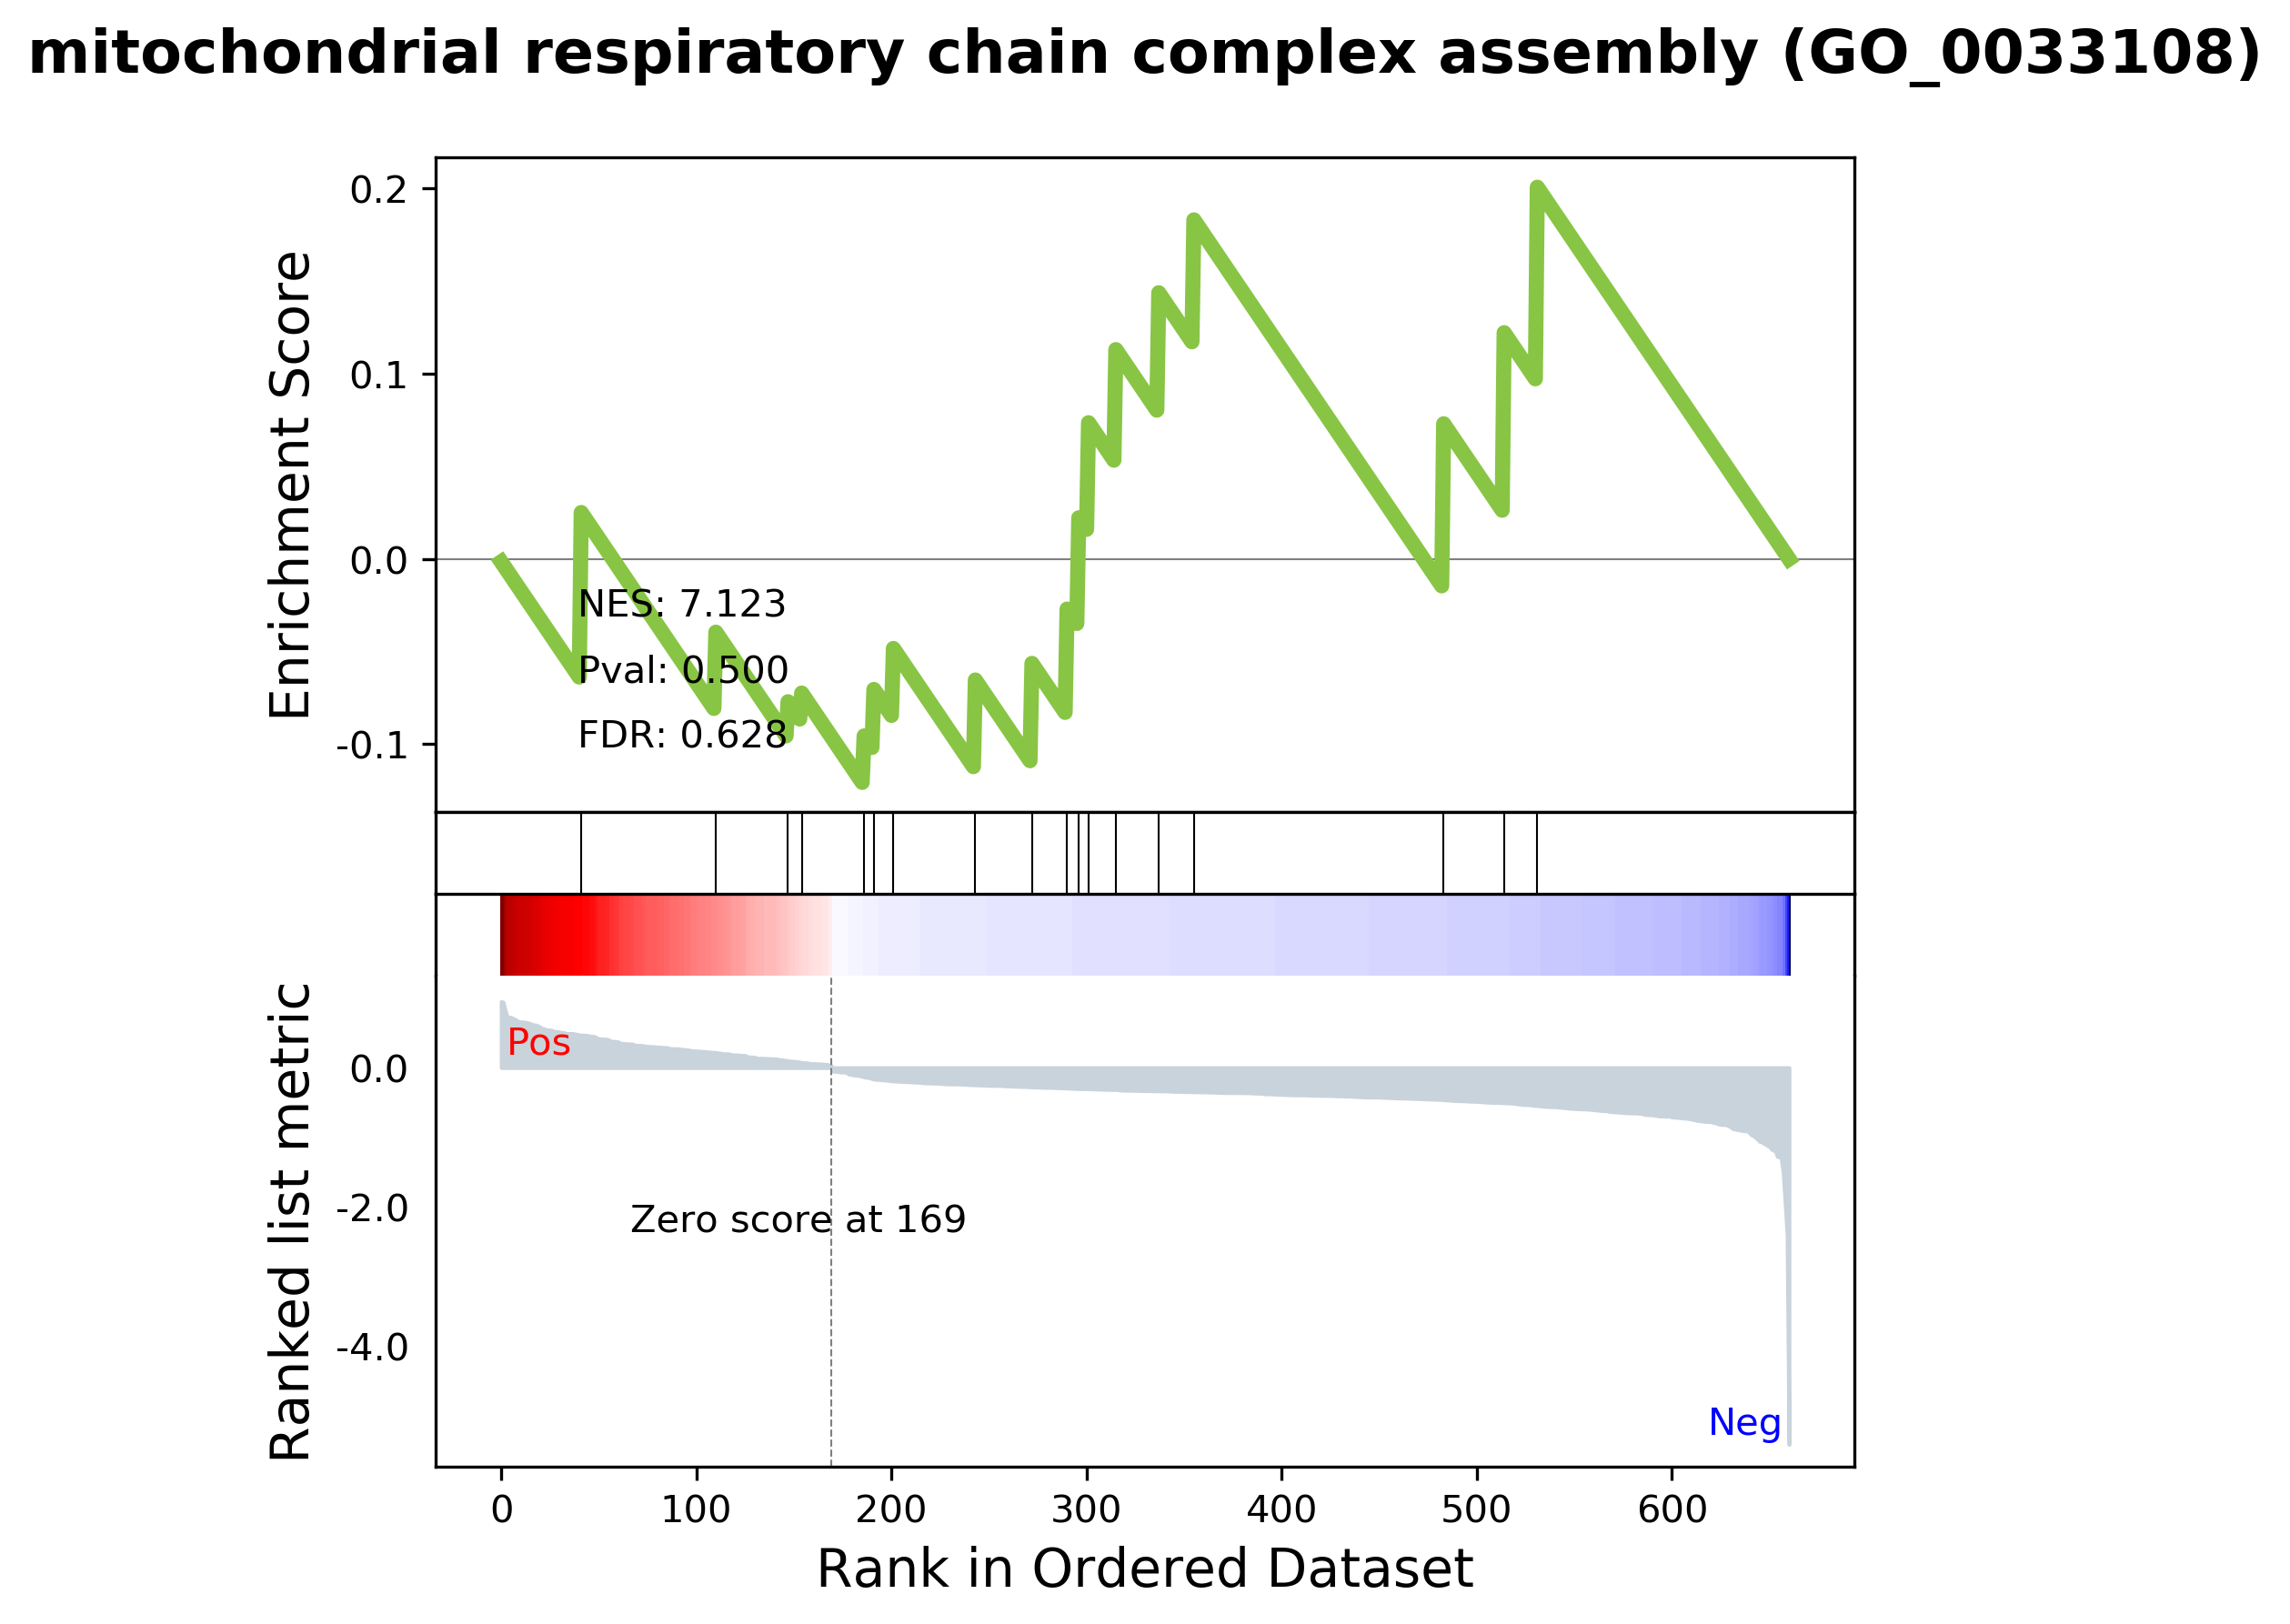 mitochondrial respiratory chain complex assembly (GO_0033108)
Enrichment Score
0.2
0.1
0.0
-0.1
NES: 7.123
Pval: 0.500
FDR: 0.628
Ranked list metric
0.0
-2.0
-4.0
Pos
Zero score at 169
Neg
0 100 200 300 400 500 600
Rank in Ordered Dataset